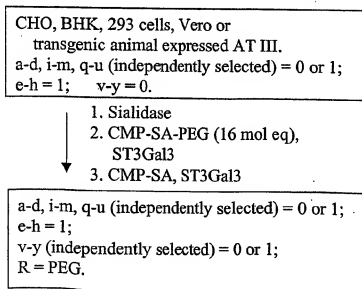 CHO, BHK, 293 cells, Vero or
transgenic animal expressed AT III.
a-d, i-m, q-u (independently selected) = 0 or 1;
e-h = 1; v-y = 0.
1. Sialidase
2. CMP-SA-PEG (16 mol eq),
ST3Gal3
3. CMP-SA, ST3Gal3
a-d, i-m, q-u (independently selected) = 0 or 1;
e-h = 1;
v-y (independently selected) = 0 or 1;
R = PEG.